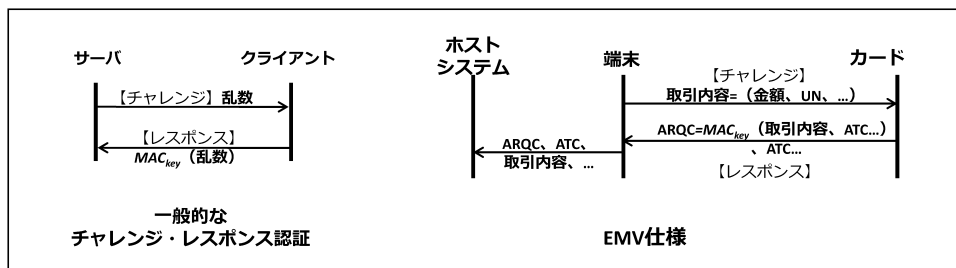 サーバ
クライアント
【チャレンジ】乱数
【レスポンス】
MACkey（乱数）
一般的な
チャレンジ・レスポンス認証
ホスト
システム
端末
カード
【チャレンジ】
取引内容=（金額、UN、…）
ARQC=MACkey（取引内容、ATC…）
、ATC…
【レスポンス】
ARQC、ATC、
取引内容、…
EMV仕様